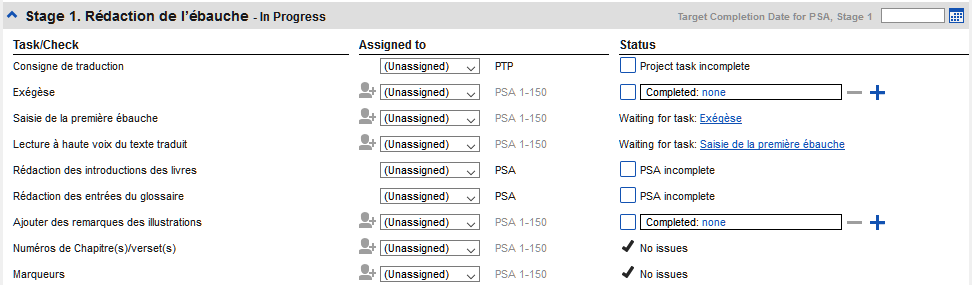 Stage 1. Rédaction de l’ébauche - In Progress Target Completion Date for PSA, Stage 1
Task/Check Assigned to Status
Consigne de traduction (Unassigned) PTP Project task incomplete
Exégèse (Unassigned) PSA 1-150 Completed: none
Saisie de la première ébauche (Unassigned) PSA 1-150 Waiting for task: Exégèse
Lecture à haute voix du texte traduit (Unassigned) PSA 1-150 Waiting for task: Saisie de la première ébauche
Rédaction des introductions des livres (Unassigned) PSA PSA incomplete
Rédaction des entrées du glossaire (Unassigned) PSA PSA incomplete
Ajouter des remarques des illustrations (Unassigned) PSA 1-150 Completed: none
Numéros de Chapitre(s)/verset(s) (Unassigned) PSA 1-150 No issues
Marqueurs (Unassigned) PSA 1-150 No issues